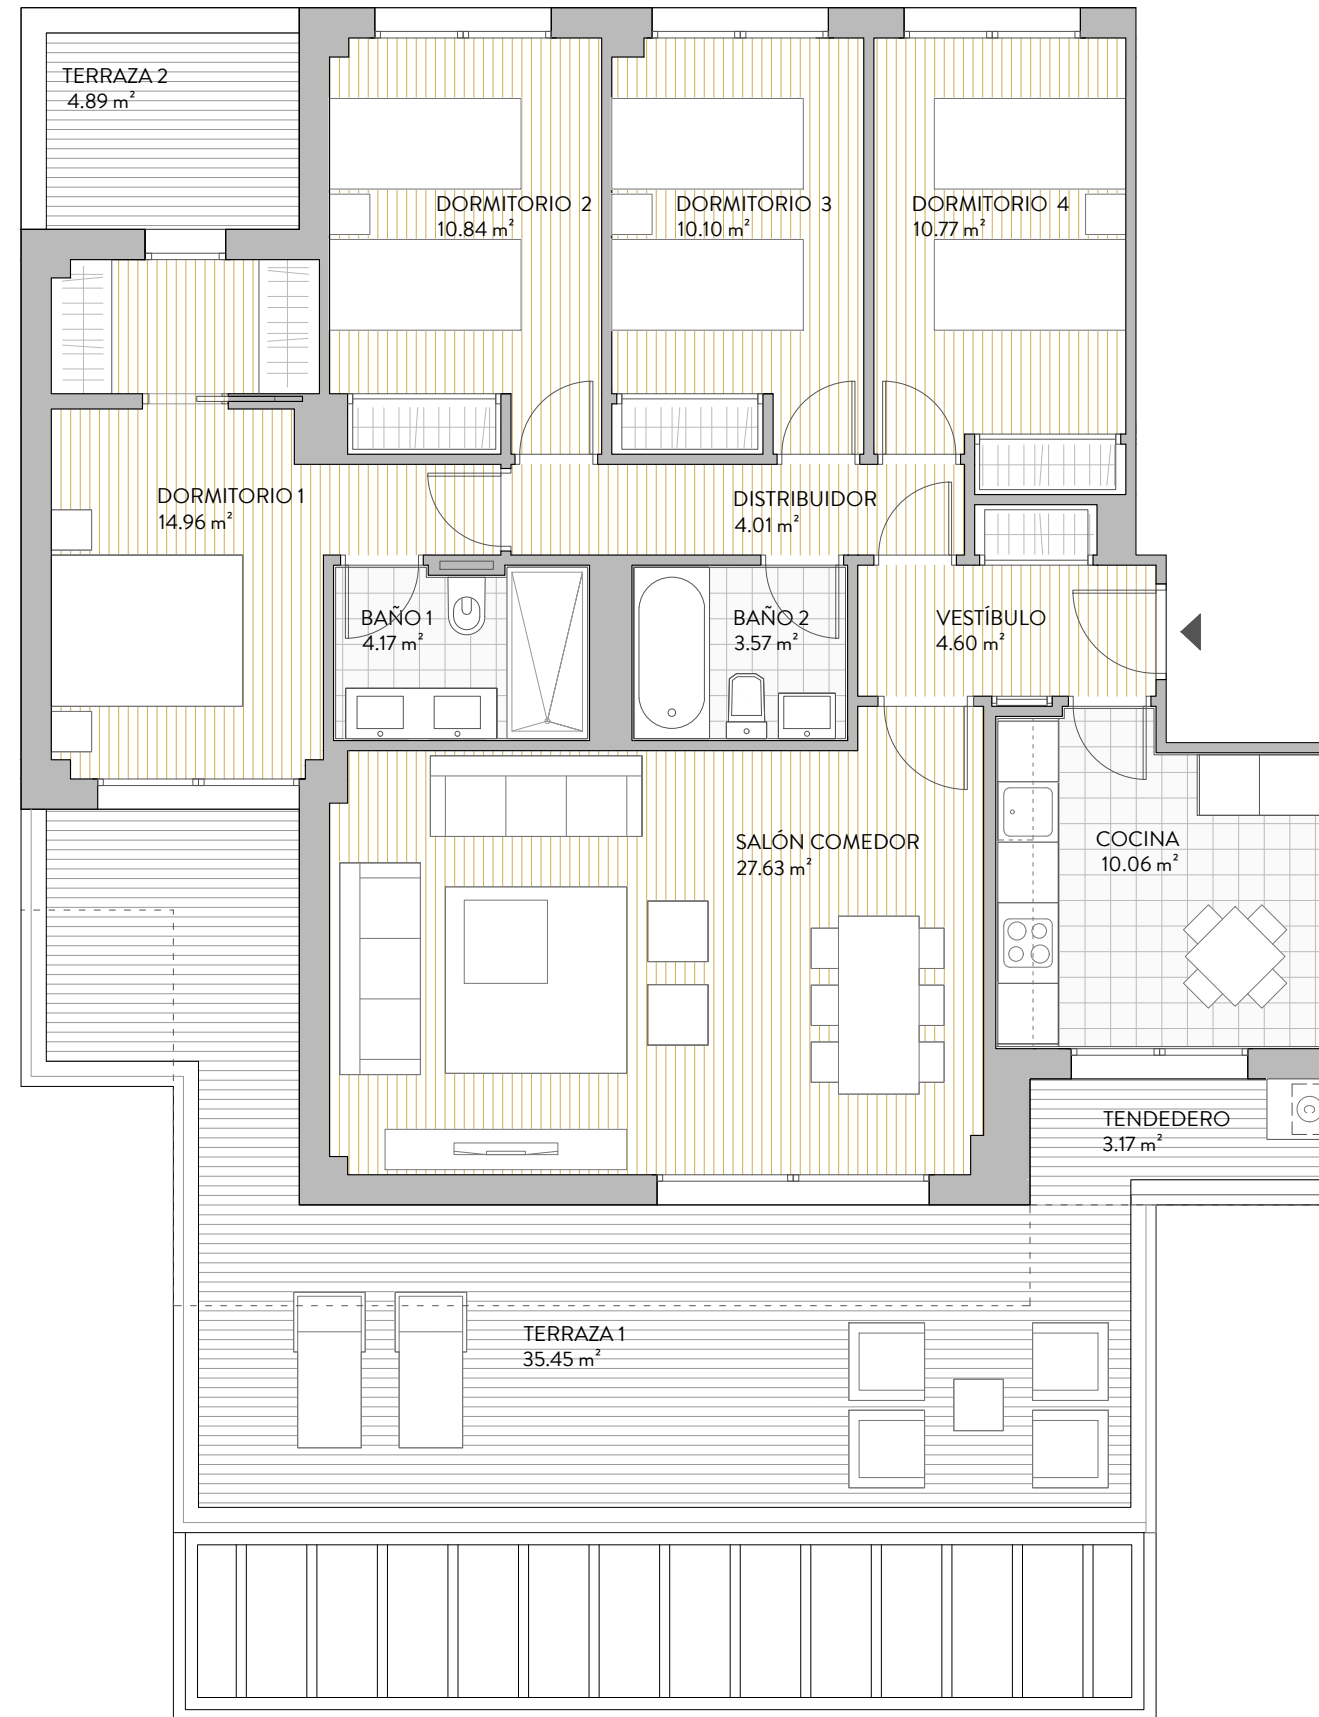 TERRAZA 2
4.89 m²
DORMITORIO 2
10.84 m²
DORMITORIO 3
10.10 m²
DORMITORIO 4
10.77 m²
DORMITORIO 1
14.96 m²
DISTRIBUIDOR
4.01 m²
BAÑO 1
4.17 m²
BAÑO 2
3.57 m²
VESTÍBULO
4.60 m²
SALÓN COMEDOR
27.63 m²
COCINA
10.06 m²
TENDEDERO
3.17 m²
C
TERRAZA 1
35.45 m²